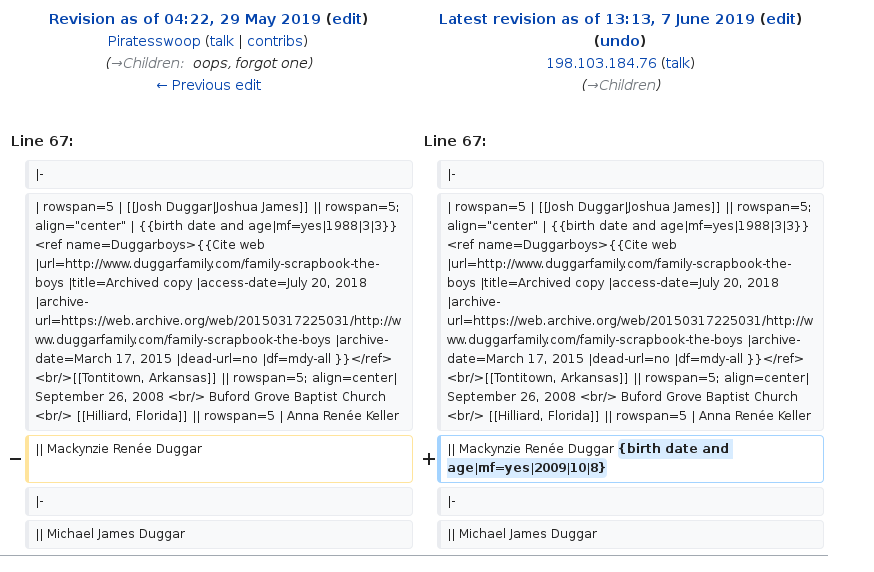 Revision as of 04:22, 29 May 2019 (edit)
Piratesswoop (talk | contribs)
(→Children: oops, forgot one)
← Previous edit
Latest revision as of 13:13, 7 June 2019 (edit)
(undo)
198.103.184.76 (talk)
(→Children)
Line 67:
Line 67:
|-
|-
| rowspan=5 | [[Josh Duggar|Joshua James]] || rowspan=5;
align="center" | {{birth date and age|mf=yes|1988|3|3}}
<ref name=Duggarboys>{{Cite web
|url=http://www.duggarfamily.com/family-scrapbook-the-
boys |title=Archived copy |access-date=July 20, 2018
|archive-
url=https://web.archive.org/web/20150317225031/http://w
ww.duggarfamily.com/family-scrapbook-the-boys |archive-
date=March 17, 2015 |dead-url=no |df=mdy-all }}</ref>
<br/>[[Tontitown, Arkansas]] || rowspan=5; align=center|
September 26, 2008 <br/> Buford Grove Baptist Church
<br/> [[Hilliard, Florida]] || rowspan=5 | Anna Renée Keller
| rowspan=5 | [[Josh Duggar|Joshua James]] || rowspan=5;
align="center" | {{birth date and age|mf=yes|1988|3|3}}
<ref name=Duggarboys>{{Cite web
|url=http://www.duggarfamily.com/family-scrapbook-the-
boys |title=Archived copy |access-date=July 20, 2018
|archive-
url=https://web.archive.org/web/20150317225031/http://w
ww.duggarfamily.com/family-scrapbook-the-boys |archive-
date=March 17, 2015 |dead-url=no |df=mdy-all }}</ref>
<br/>[[Tontitown, Arkansas]] || rowspan=5; align=center|
September 26, 2008 <br/> Buford Grove Baptist Church
<br/> [[Hilliard, Florida]] || rowspan=5 | Anna Renée Keller
− || Mackynzie Renée Duggar
+ || Mackynzie Renée Duggar {birth date and
age|mf=yes|2009|10|8}
|-
|-
|| Michael James Duggar
|| Michael James Duggar